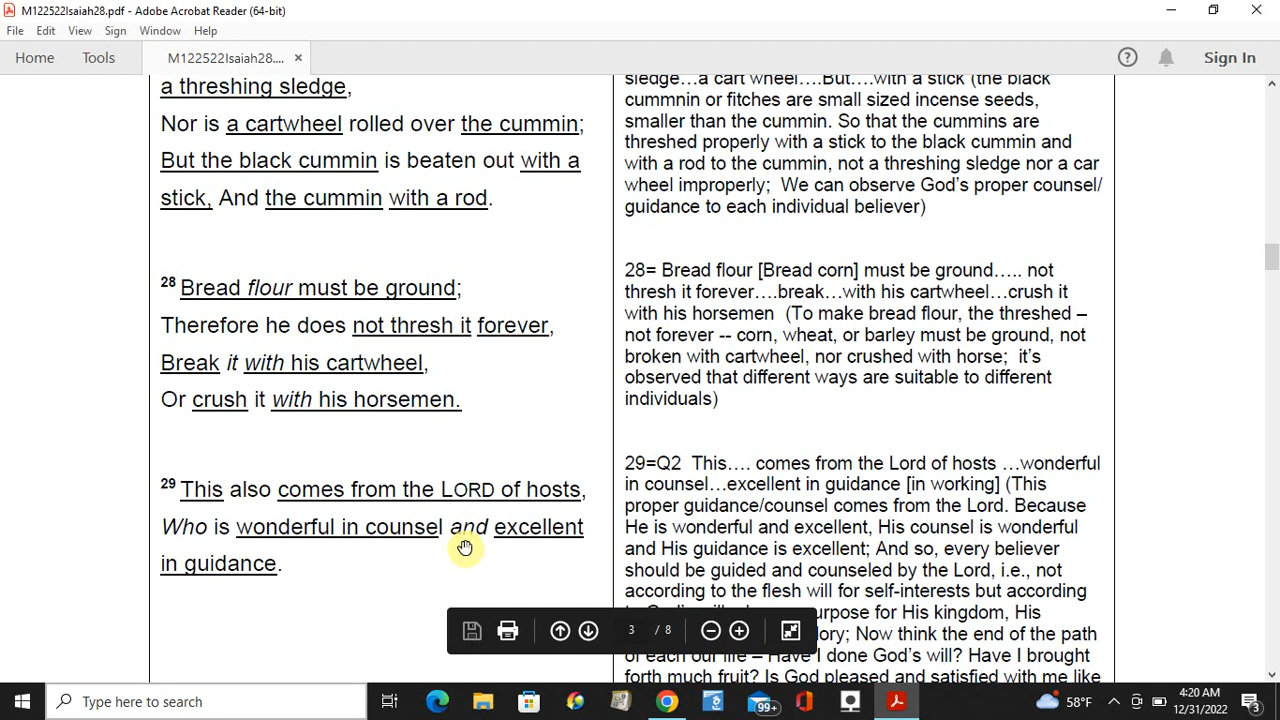 M122522Isaiah28.pdf - Adobe Acrobat Reader (64-bit)
File Edit View Sign Window Help
Home Tools M122522Isaiah28.... × Sign In
a threshing sledge,
Nor is a cartwheel rolled over the cummin;
But the black cummin is beaten out with a
stick, And the cummin with a rod.
28 Bread flour must be ground;
Therefore he does not thresh it forever,
Break it with his cartwheel,
Or crush it with his horsemen.
29 This also comes from the LORD of hosts,
Who is wonderful in counsel and excellent
in guidance.
sledge…a cart wheel….But….with a stick (the black
cummnin or fitches are small sized incense seeds,
smaller than the cummin. So that the cummins are
threshed properly with a stick to the black cummin and
with a rod to the cummin, not a threshing sledge nor a car
wheel improperly;  We can observe God's proper counsel/
guidance to each individual believer)
28= Bread flour [Bread corn] must be ground….. not
thresh it forever….break…with his cartwheel…crush it
with his horsemen  (To make bread flour, the threshed –
not forever -- corn, wheat, or barley must be ground, not
broken with cartwheel, nor crushed with horse;  it's
observed that different ways are suitable to different
individuals)
29=Q2  This…. comes from the Lord of hosts …wonderful
in counsel…excellent in guidance [in working] (This
proper guidance/counsel comes from the Lord. Because
He is wonderful and excellent, His counsel is wonderful
and His guidance is excellent; And so, every believer
should be guided and counseled by the Lord, i.e., not
according to the flesh will for self-interests but according
urpose for His kingdom, His
lory; Now think the end of the path
of each our life – Have I done God's will? Have I brought
forth much fruit? Is God pleased and satisfied with me like
3 / 8
Type here to search
99+
58°F
4:20 AM
12/31/2022
3